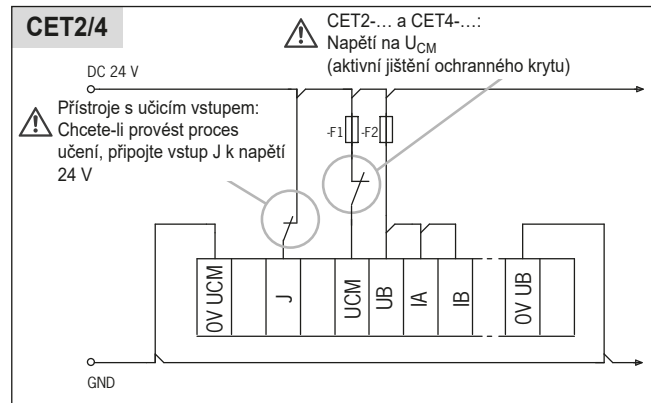 CET2/4
CET2-… a CET4-…:
Napětí na UCM
(aktivní jištění ochranného krytu)
DC 24 V
Přístroje s učicím vstupem:
Chcete-li provést proces
učení, připojte vstup J k napětí
24 V
-F1
-F2
0V UCM
J
UCM
UB
IA
IB
0V UB
GND